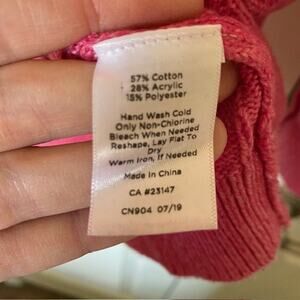 57% Cotton
28% Acrylic
15% Polyester
Hand Wash Cold
Only Non-Chlorine
Bleach When Needed
Reshape, Lay Flat To
Dry
Warm Iron, If Needed
Made in China
CA #23147
CN904 07/19